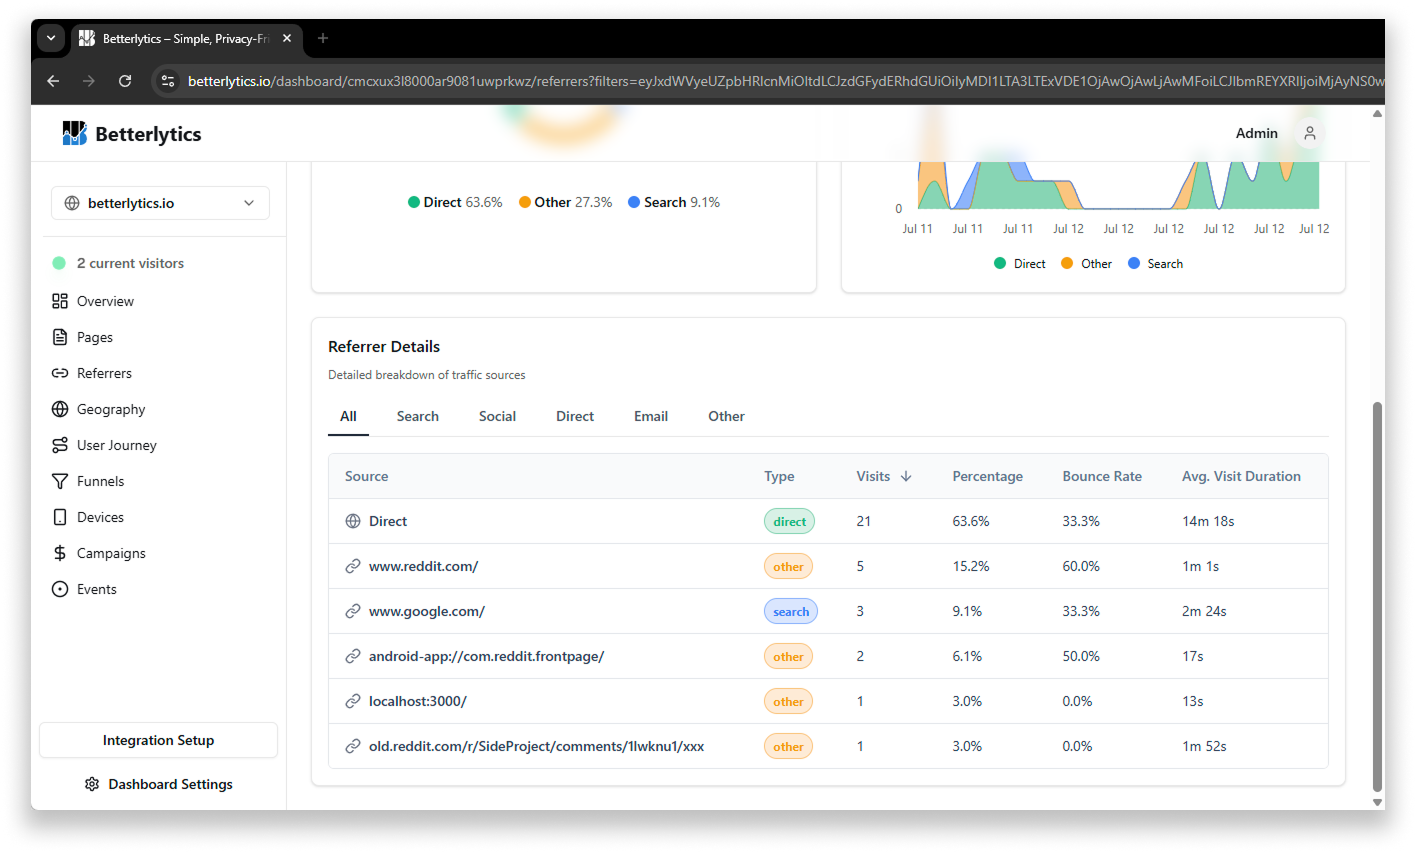 Betterlytics – Simple, Privacy-Fri
betterlytics.io/dashboard/cmcxux3l8000ar9081uwprkwz/referrers?filters=eyJxdWVyeUZpbHRlcnMiOltdLCJzdGFydERhdGUiOiIyMDI1LTA3LTExVDE1OjAwOjAwLjAwMFoiLCJlbmREYXRlIjoiMjAyNS0w
Betterlytics
Admin
betterlytics.io
2 current visitors
Overview
Pages
Referrers
Geography
User Journey
Funnels
Devices
Campaigns
Events
Integration Setup
Dashboard Settings
Direct 63.6% Other 27.3% Search 9.1%
0
Jul 11 Jul 11 Jul 11 Jul 12 Jul 12 Jul 12 Jul 12 Jul 12 Jul 12
Direct Other Search
Referrer Details
Detailed breakdown of traffic sources
All Search Social Direct Email Other
Source Type Visits Percentage Bounce Rate Avg. Visit Duration
Direct direct 21 63.6% 33.3% 14m 18s
www.reddit.com/ other 5 15.2% 60.0% 1m 1s
www.google.com/ search 3 9.1% 33.3% 2m 24s
android-app://com.reddit.frontpage/ other 2 6.1% 50.0% 17s
localhost:3000/ other 1 3.0% 0.0% 13s
old.reddit.com/r/SideProject/comments/1lwknu1/xxx other 1 3.0% 0.0% 1m 52s